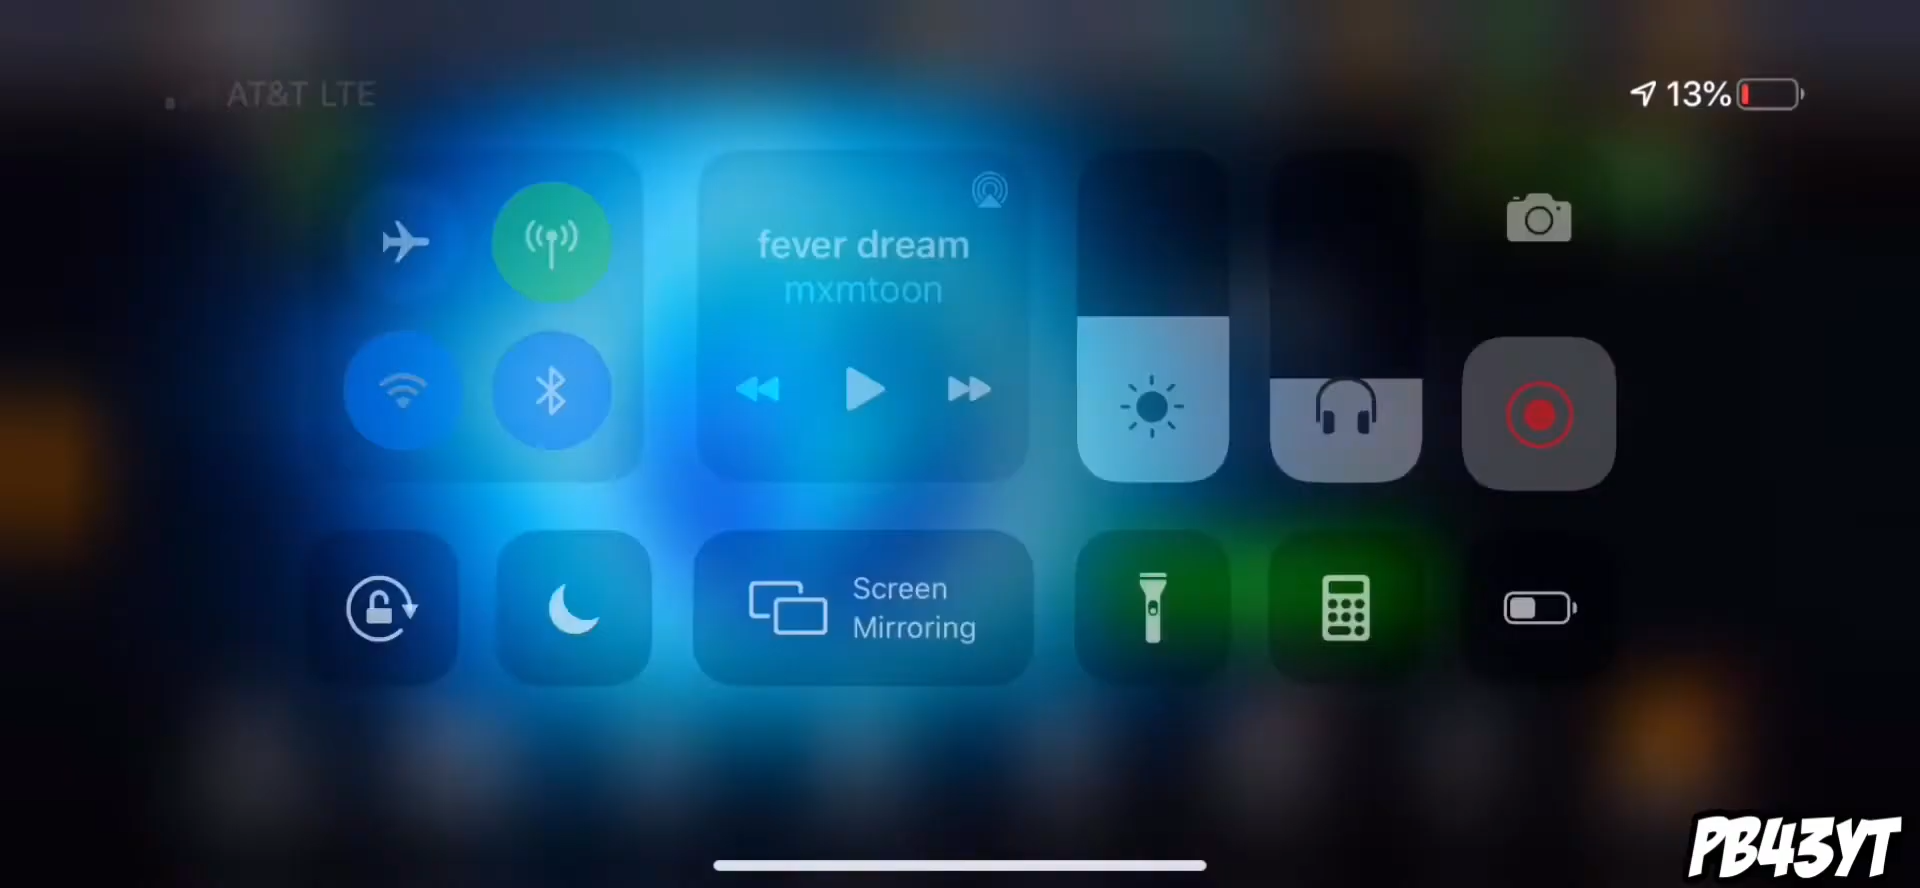 AT&T LTE
13%
fever dream
mxmtoon
Screen
Mirroring
PB43YT